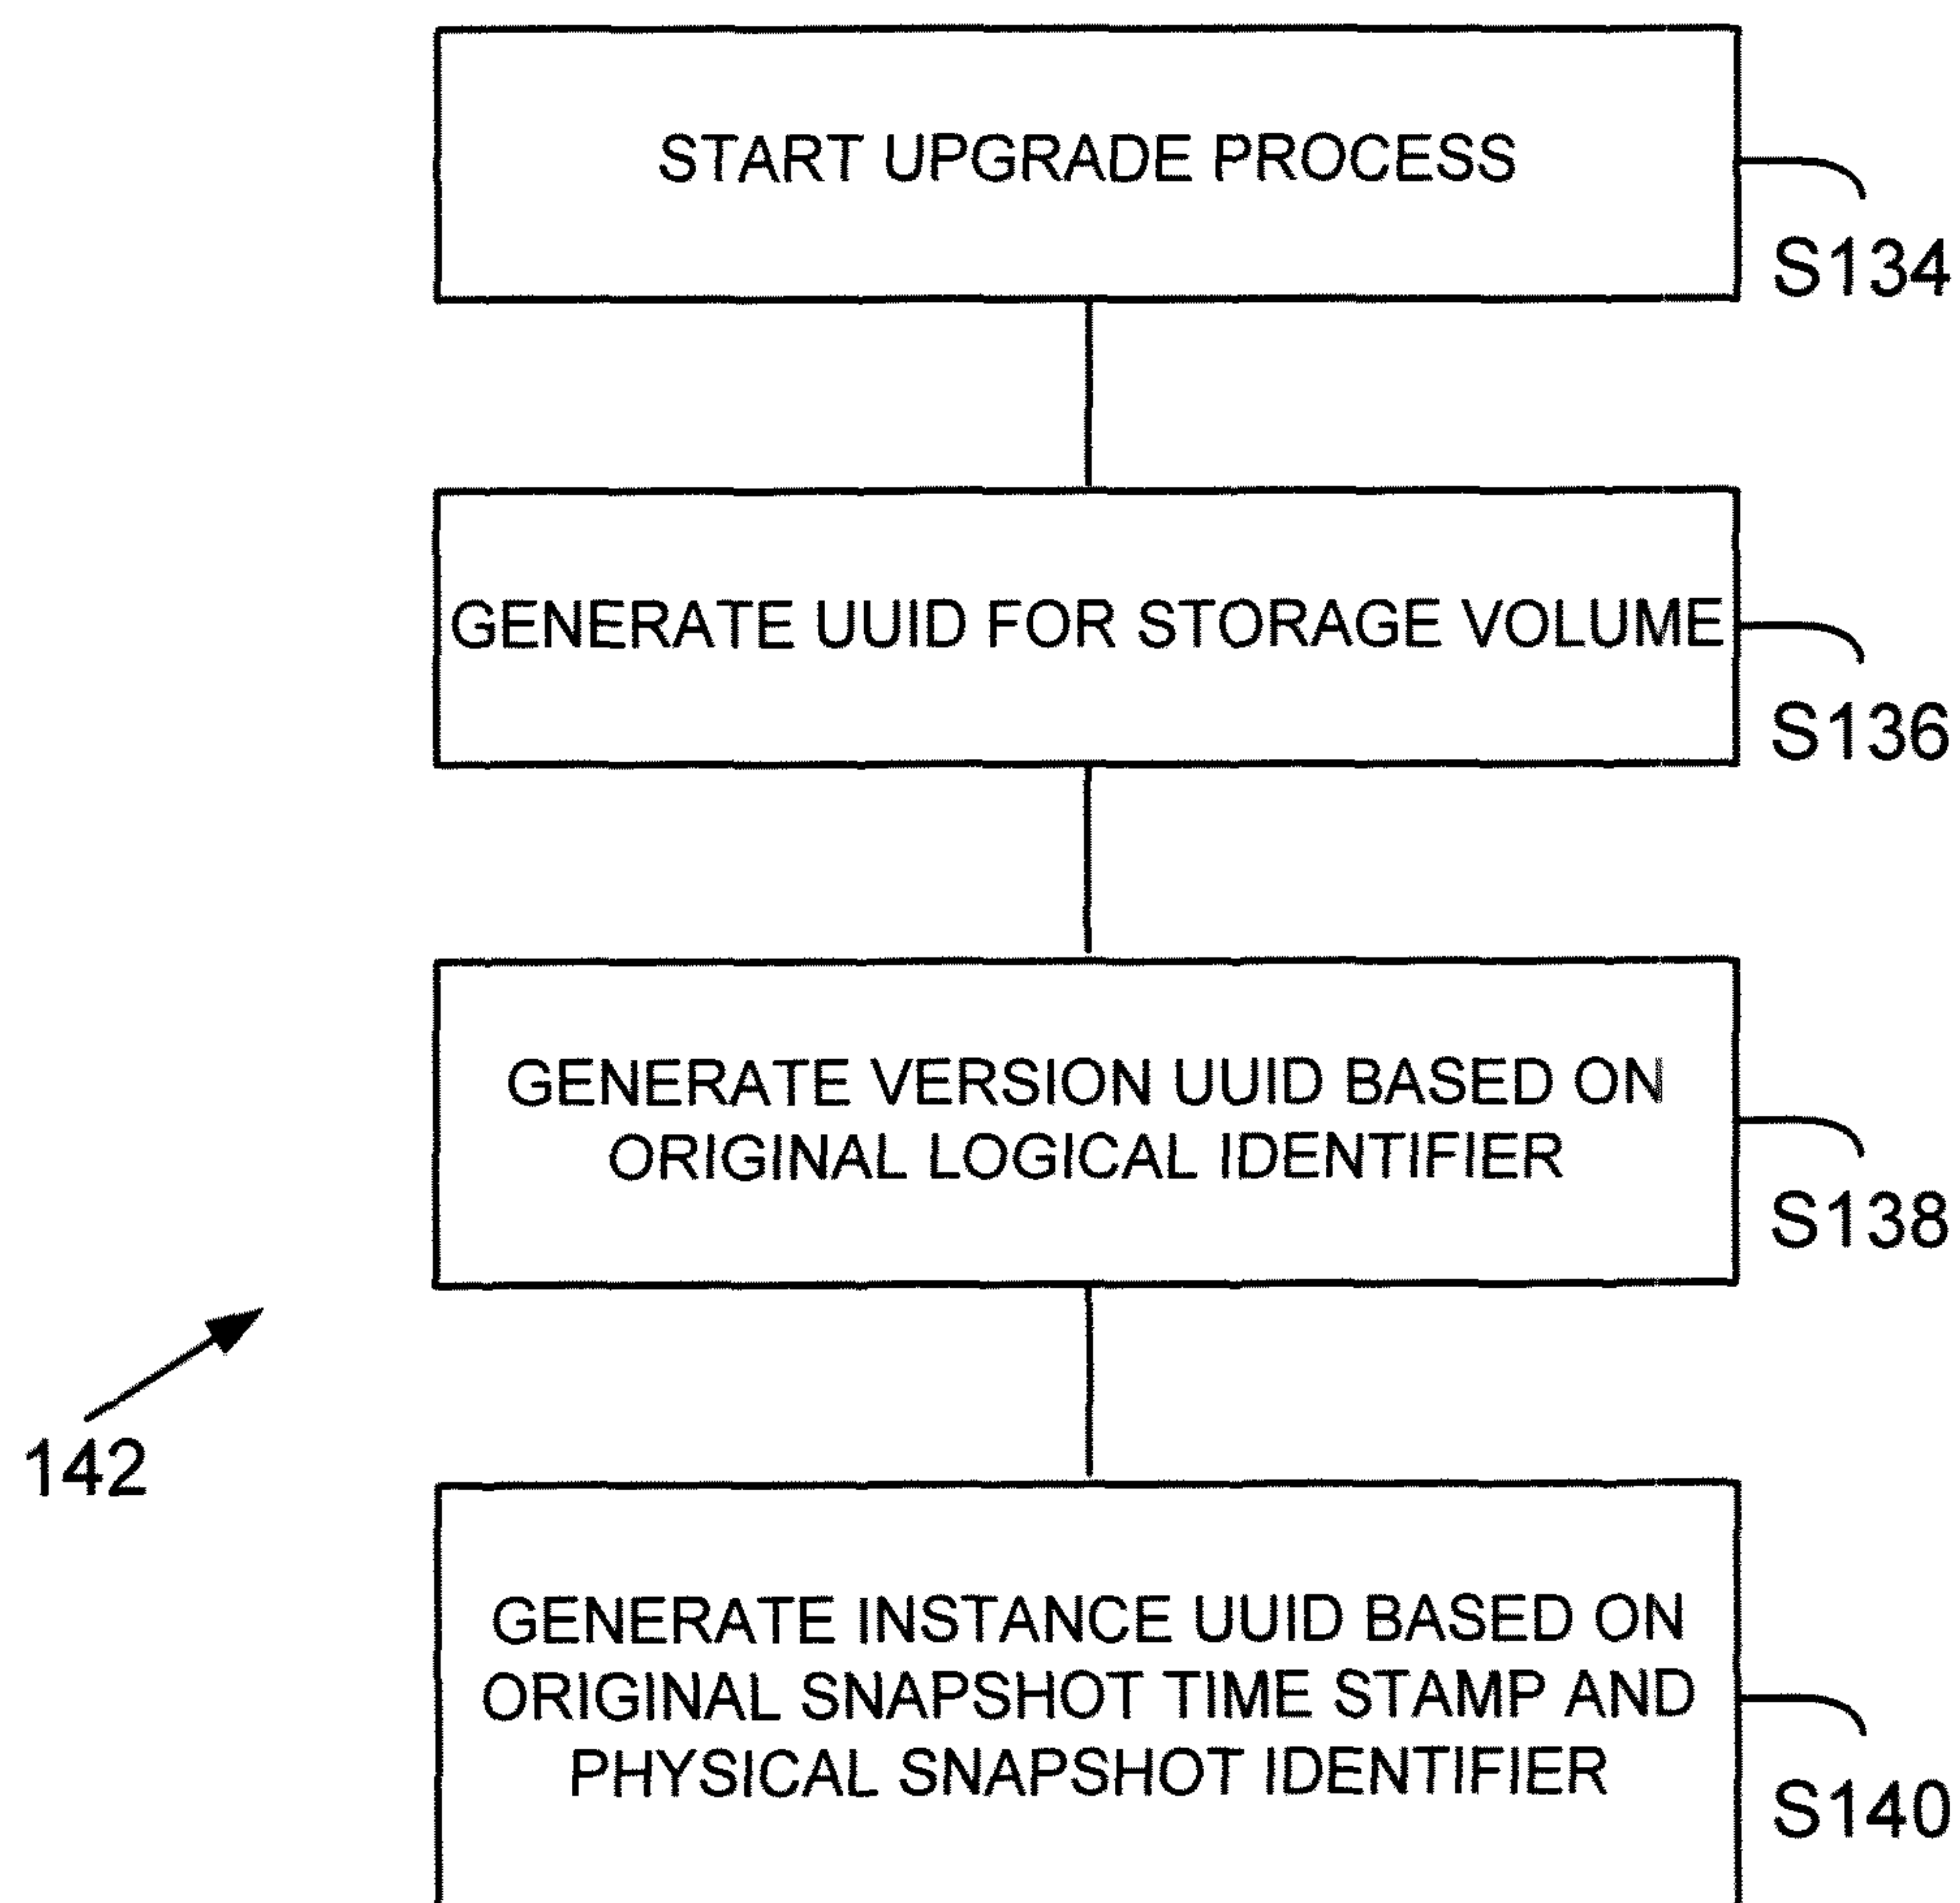 START UPGRADE PROCESS
S134
GENERATE UUID FOR STORAGE VOLUME
S136
GENERATE VERSION UUID BASED ON
ORIGINAL LOGICAL IDENTIFIER
S138
142
GENERATE INSTANCE UUID BASED ON
ORIGINAL SNAPSHOT TIME STAMP AND
PHYSICAL SNAPSHOT IDENTIFIER
S140